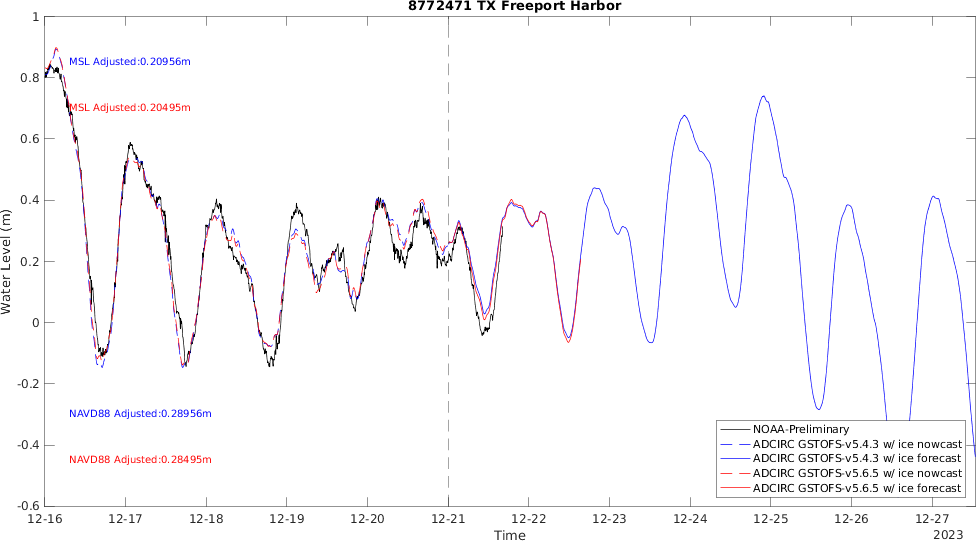 8772471 TX Freeport Harbor
1
0.8
0.6
0.4
0.2
0
-0.2
-0.4
-0.6
Water Level (m)
MSL Adjusted:0.20956m
MSL Adjusted:0.20495m
NAVD88 Adjusted:0.28956m
NAVD88 Adjusted:0.28495m
NOAA-Preliminary
ADCIRC GSTOFS-v5.4.3 w/ ice nowcast
ADCIRC GSTOFS-v5.4.3 w/ ice forecast
ADCIRC GSTOFS-v5.6.5 w/ ice nowcast
ADCIRC GSTOFS-v5.6.5 w/ ice forecast
12-16 12-17 12-18 12-19 12-20 12-21 12-22 12-23 12-24 12-25 12-26 12-27
Time
2023